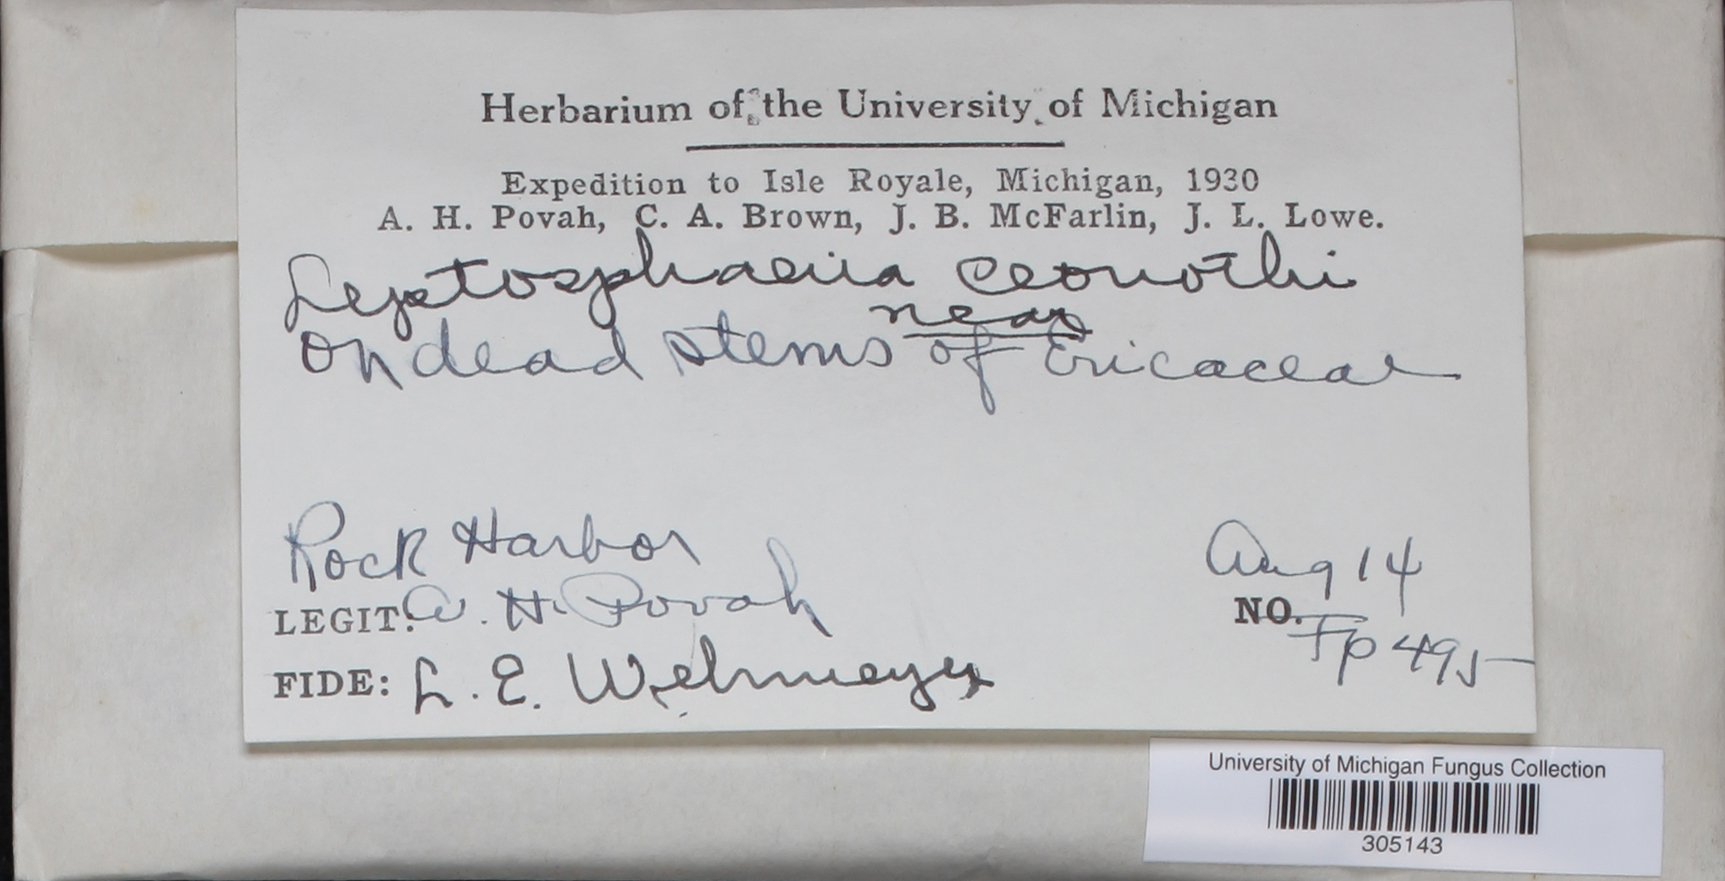 Herbarium of the University of Michigan
Expedition to Isle Royale, Michigan, 1930
A. H. Povah, C. A. Brown, J. B. McFarlin, J. L. Lowe.
Leptosphaeria ceonothi
near
on dead stems of Ericaceae
Rock Harbor
Aug 14
LEGIT: A. H. Povah
NO. Fp 495
FIDE: L. E. Wehmeyer
University of Michigan Fungus Collection
305143